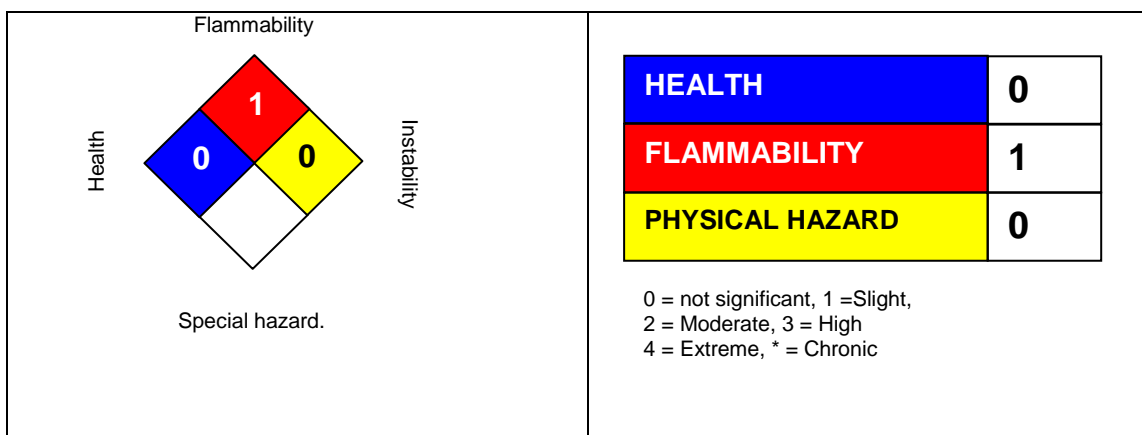 Flammability
1
Health
0
0
Instability
Special hazard.
HEALTH 0
FLAMMABILITY 1
PHYSICAL HAZARD 0
0 = not significant, 1 =Slight,
2 = Moderate, 3 = High
4 = Extreme, * = Chronic